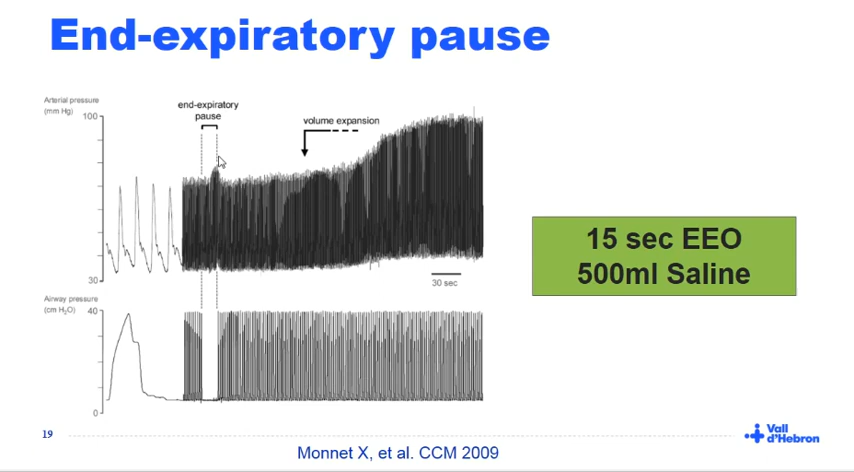 End-expiratory pause
Arterial pressure
(mm Hg)
100
30
end-expiratory
pause
volume expansion
30 sec
Airway pressure
(cm H₂O)
40
0
15 sec EEO
500ml Saline
19
Monnet X, et al. CCM 2009
Vall
d'Hebron